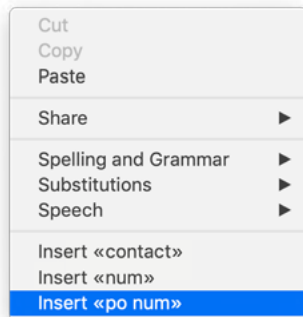 Cut
Copy
Paste
Share
Spelling and Grammar
Substitutions
Speech
Insert «contact»
Insert «num»
Insert «po num»